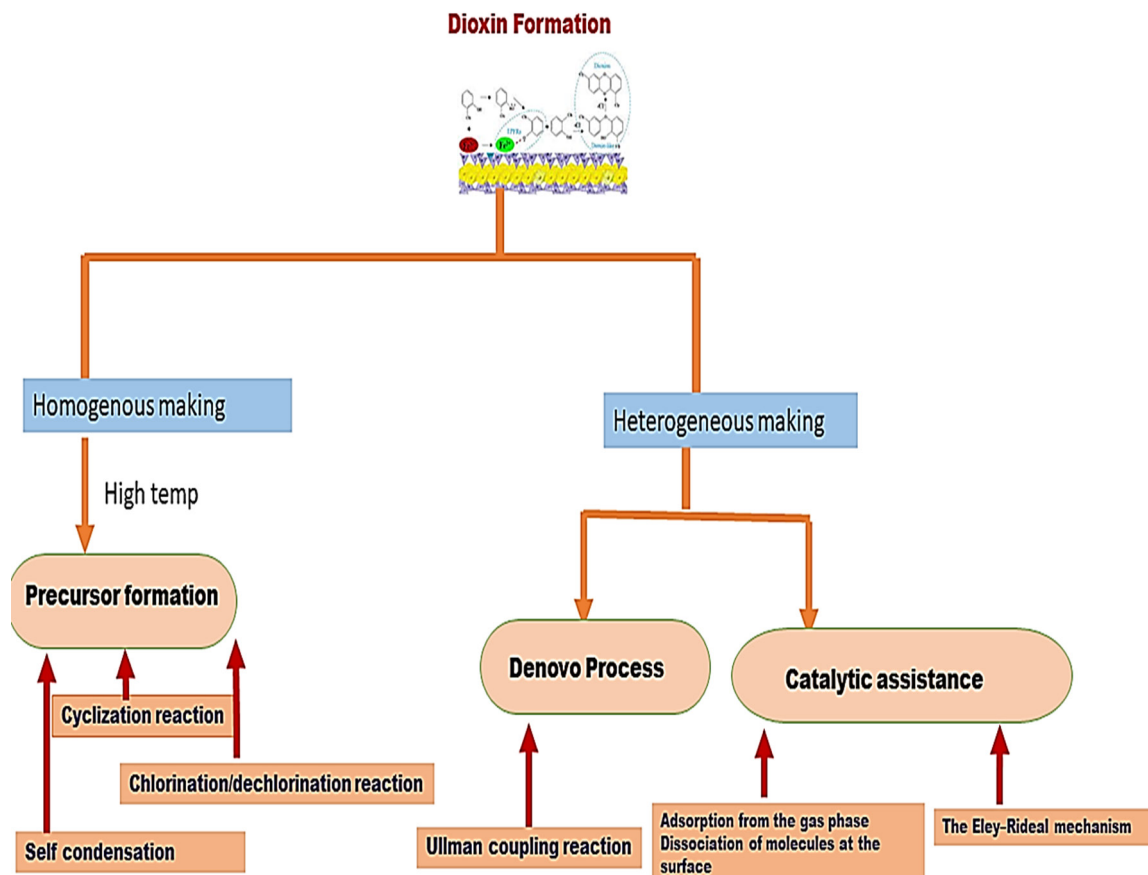 Dioxin Formation
Dioxins
EPFRs
Homogenous making
Heterogeneous making
High temp
Precursor formation
Denovo Process
Catalytic assistance
Cyclization reaction
Chlorination/dechlorination reaction
Self condensation
Ullman coupling reaction
Adsorption from the gas phase
Dissociation of molecules at the
surface
The Eley-Rideal mechanism